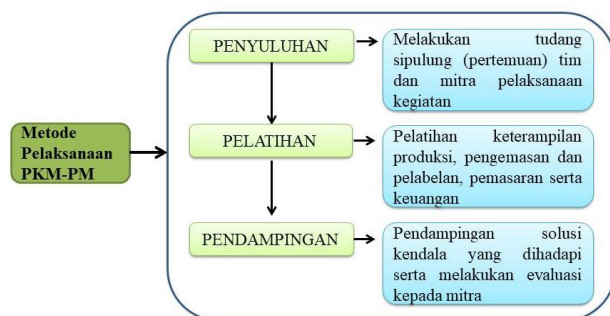 Metode
Pelaksanaan
PKM-PM
PENYULUHAN
Melakukan tudang
sipulung (pertemuan) tim
dan mitra pelaksanaan
kegiatan
PELATIHAN
Pelatihan keterampilan
produksi, pengemasan dan
pelabelan, pemasaran serta
keuangan
PENDAMPINGAN
Pendampingan solusi
kendala yang dihadapi
serta melakukan evaluasi
kepada mitra